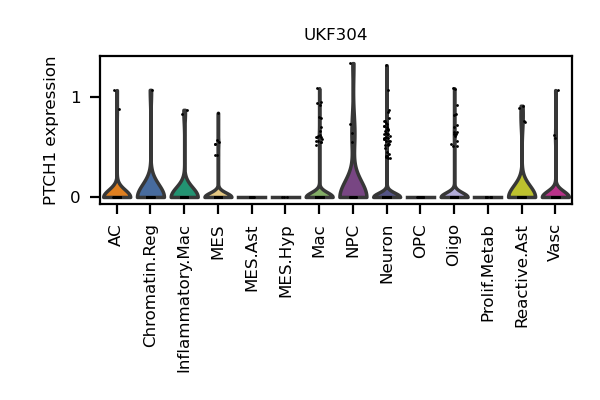 UKF304
PTCH1 expression
1
0
AC
Chromatin.Reg
Inflammatory.Mac
MES
MES.Ast
MES.Hyp
Mac
NPC
Neuron
OPC
Oligo
Prolif.Metab
Reactive.Ast
Vasc